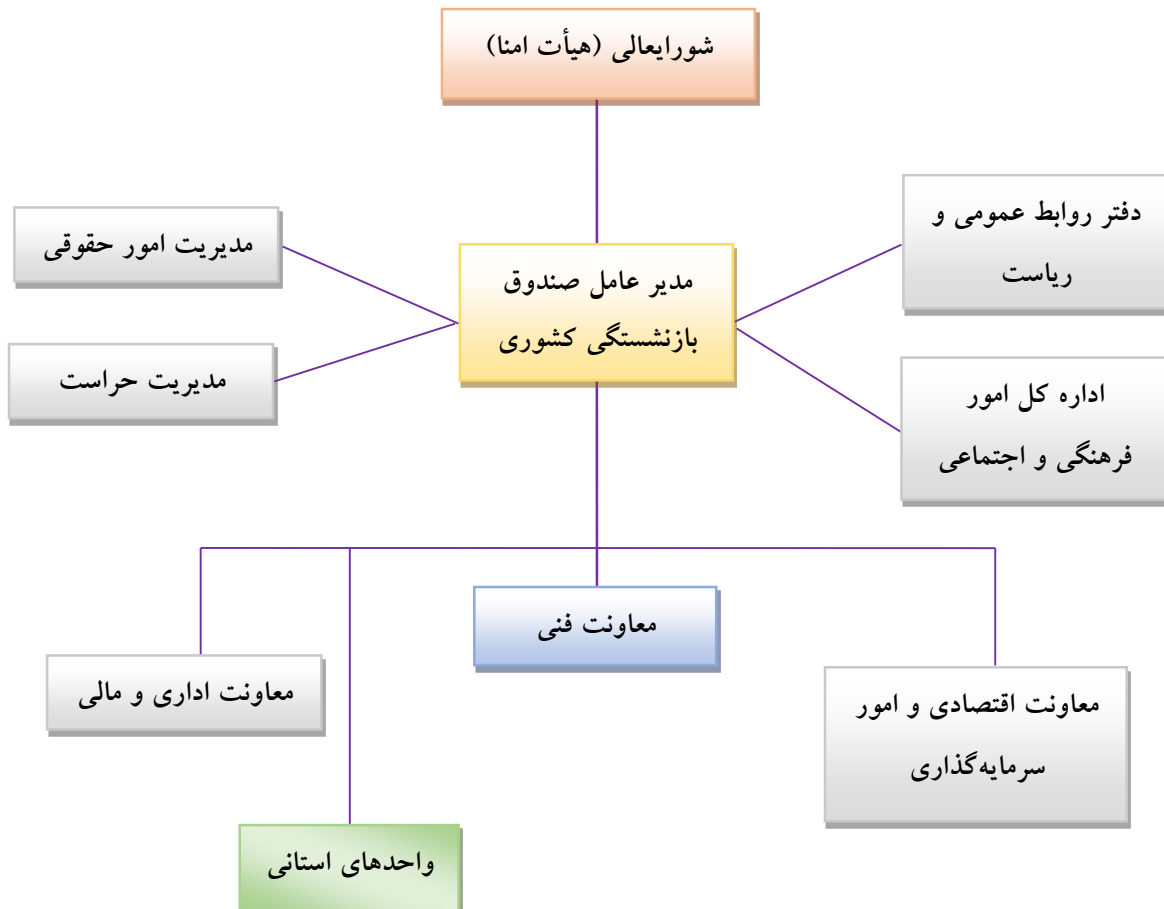 شورایعالی (هیأت امنا)
دفتر روابط عمومی و
ریاست
مدیریت امور حقوقی
مدیر عامل صندوق
بازنشستگی کشوری
مدیریت حراست
اداره کل امور
فرهنگی و اجتماعی
معاونت فنی
معاونت اقتصادی و امور
سرمایه‌گذاری
معاونت اداری و مالی
واحدهای استانی